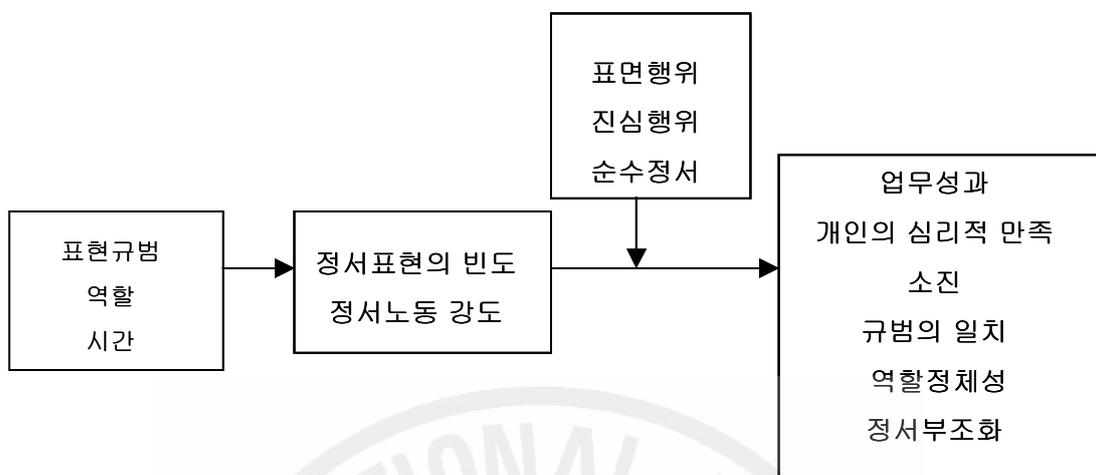 표면행위
진심행위
순수정서
표현규범
역할
시간
정서표현의 빈도
정서노동 강도
업무성과
개인의 심리적 만족
소진
규범의 일치
역할정체성
정서부조화